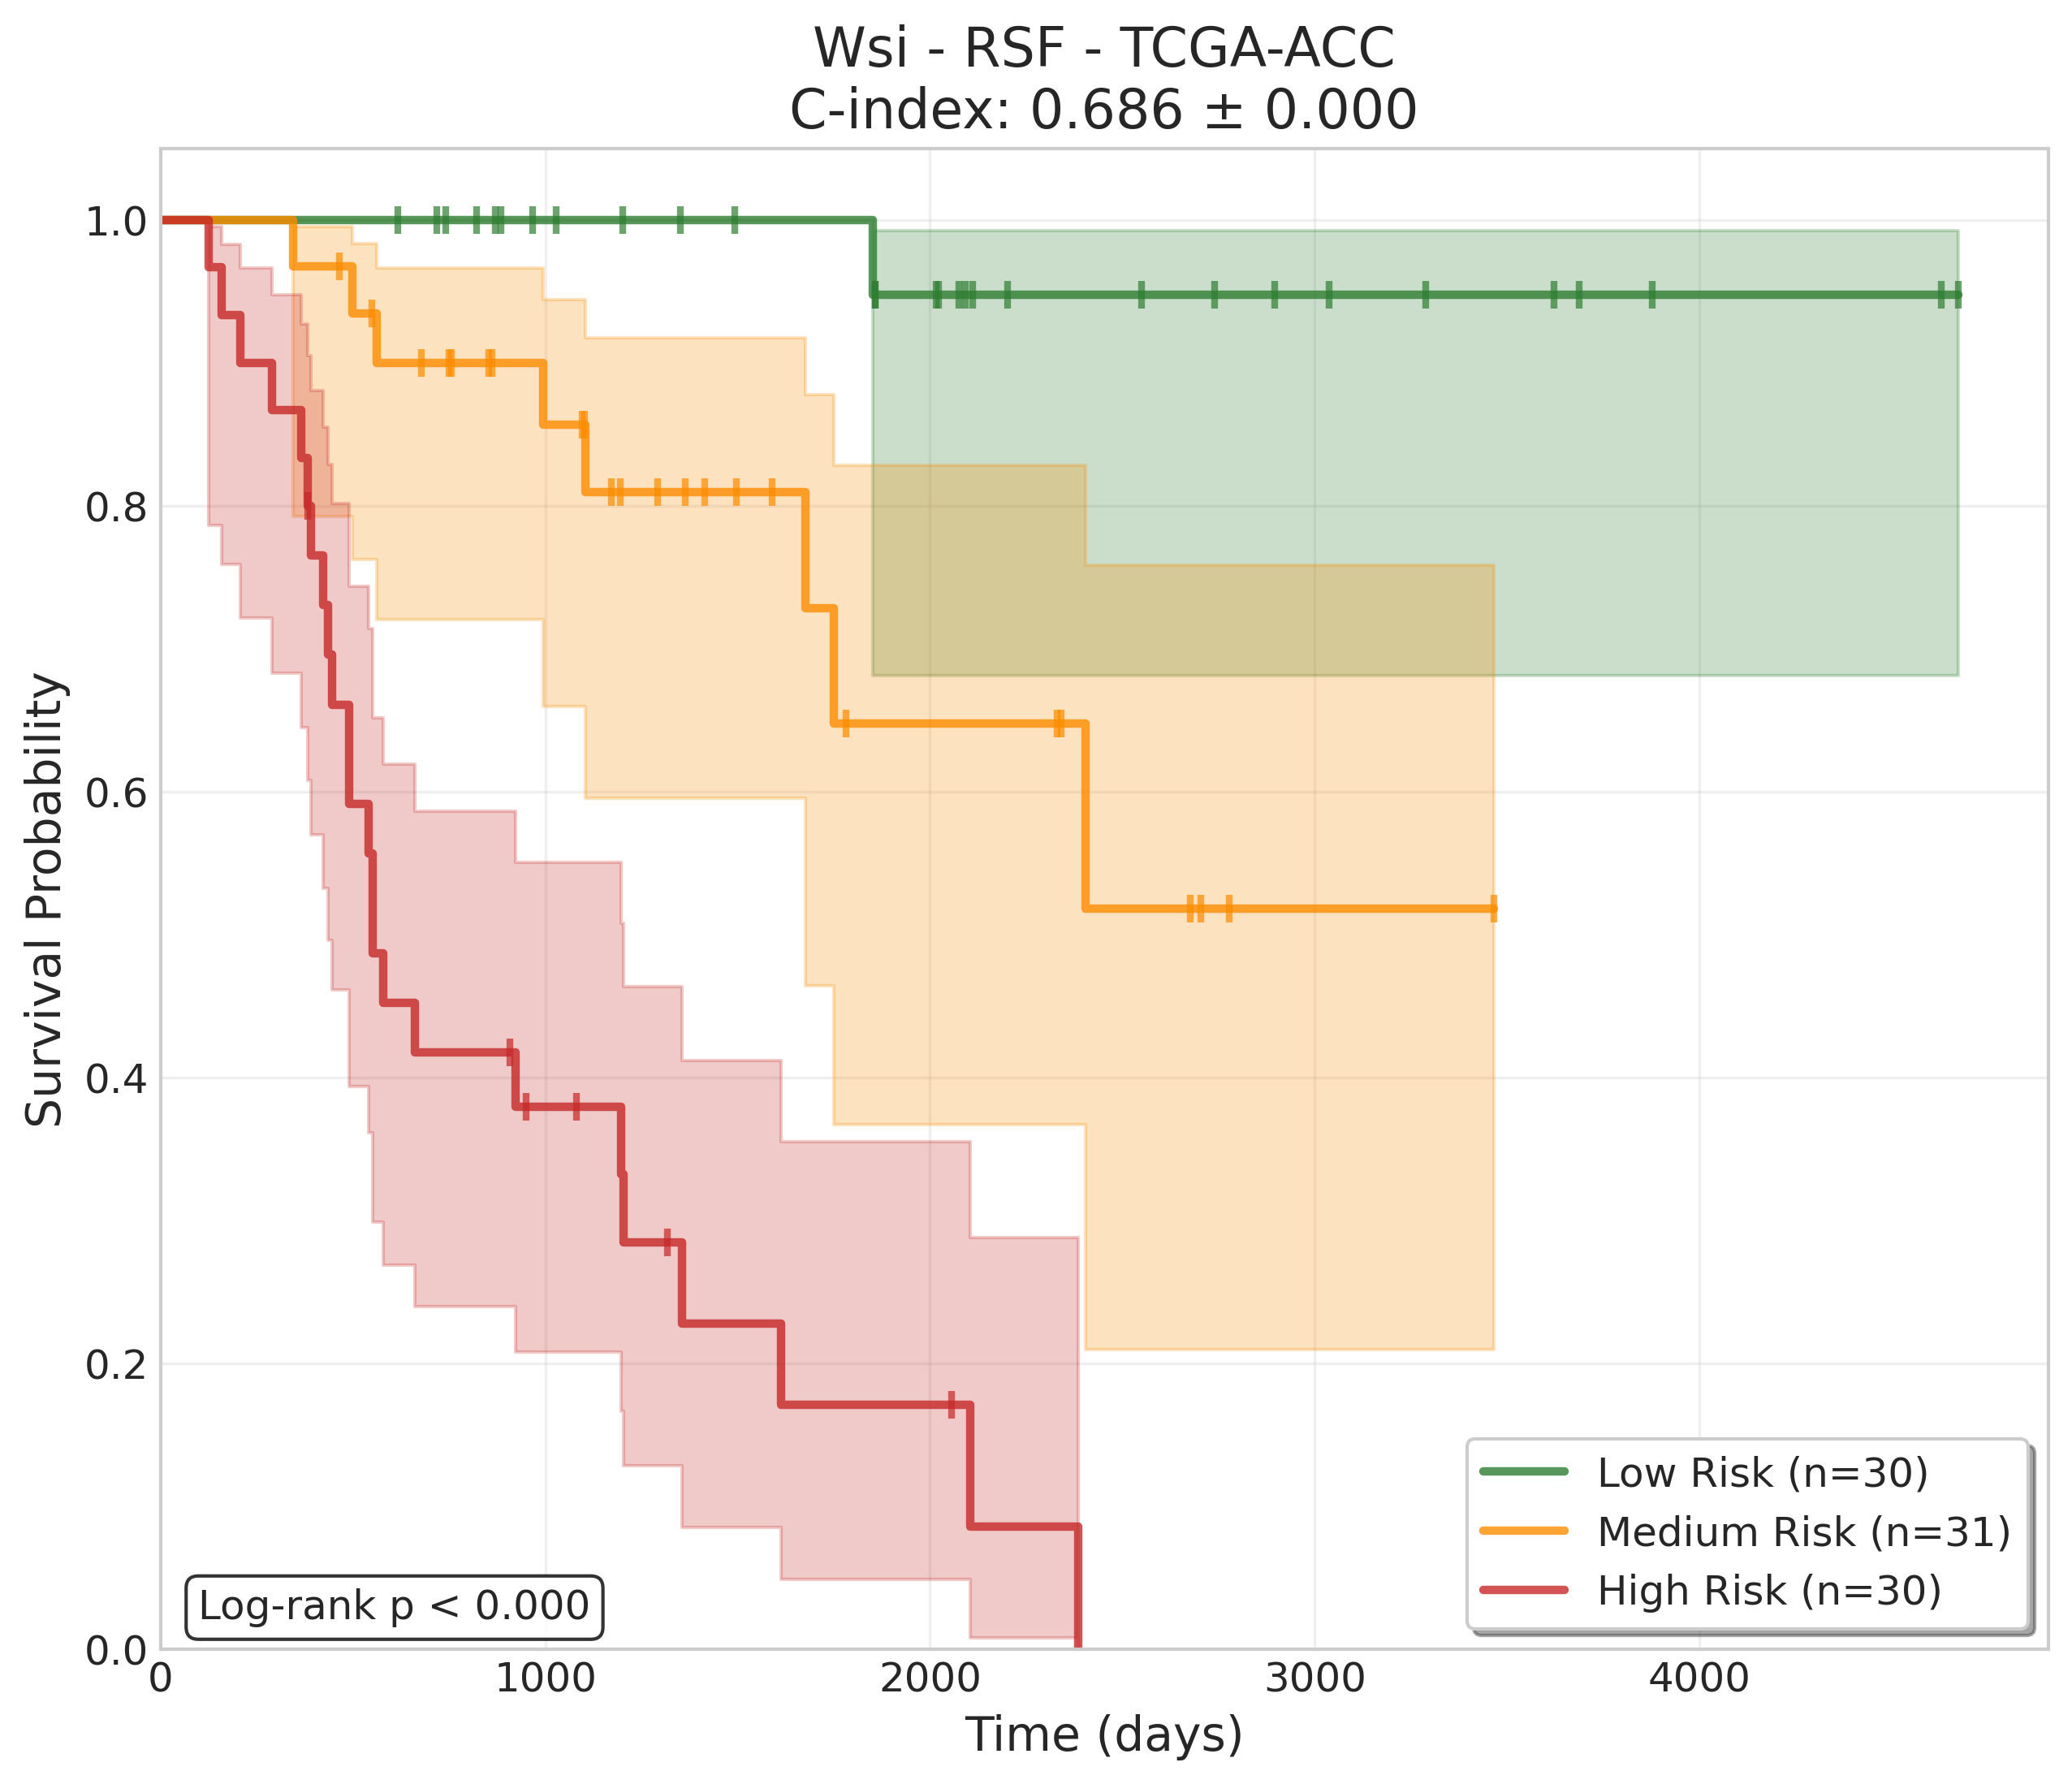 Wsi - RSF - TCGA-ACC
C-index: 0.686 ± 0.000
Survival Probability
1.0
0.8
0.6
0.4
0.2
0.0
0
1000
2000
3000
4000
Time (days)
Log-rank p < 0.000
Low Risk (n=30)
Medium Risk (n=31)
High Risk (n=30)